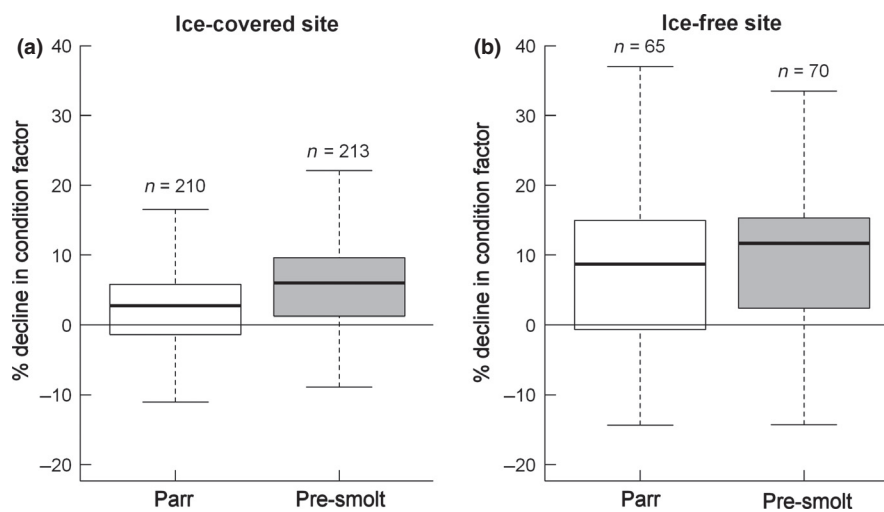 (a)
Ice-covered site
% decline in condition factor
40
30
20
10
0
–10
–20
n = 210
n = 213
Parr
Pre-smolt
(b)
Ice-free site
% decline in condition factor
40
30
20
10
0
–10
–20
n = 65
n = 70
Parr
Pre-smolt